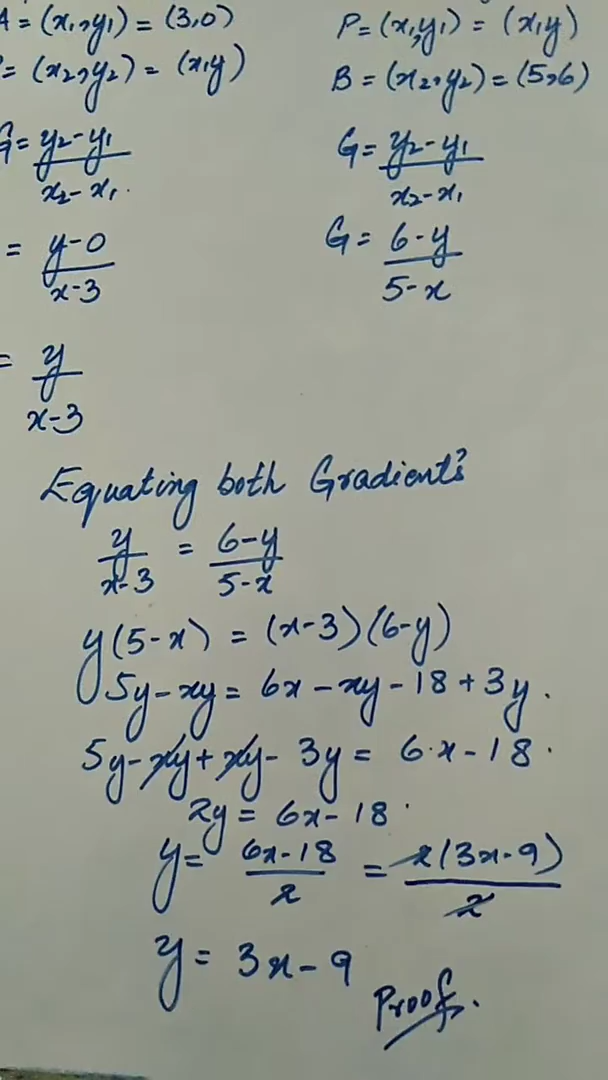 A = (x₁, y₁) = (3,0)
= (x₂, y₂) = (x,y)
G = y₂-y₁ / x₂-x₁.
= y-0 / x-3
= y / x-3
P = (x₁, y₁) = (x,y)
B = (x₂, y₂) = (5,6)
G = y₂-y₁ / x₂-x₁
G = 6-y / 5-x
Equating both Gradients
y / x-3 = 6-y / 5-x
y(5-x) = (x-3)(6-y)
5y-xy = 6x-xy-18+3y.
5y-xy+xy-3y = 6x-18.
2y = 6x-18.
y = 6x-18 / 2 = 2(3x-9) / 2
y = 3x-9
Proof.